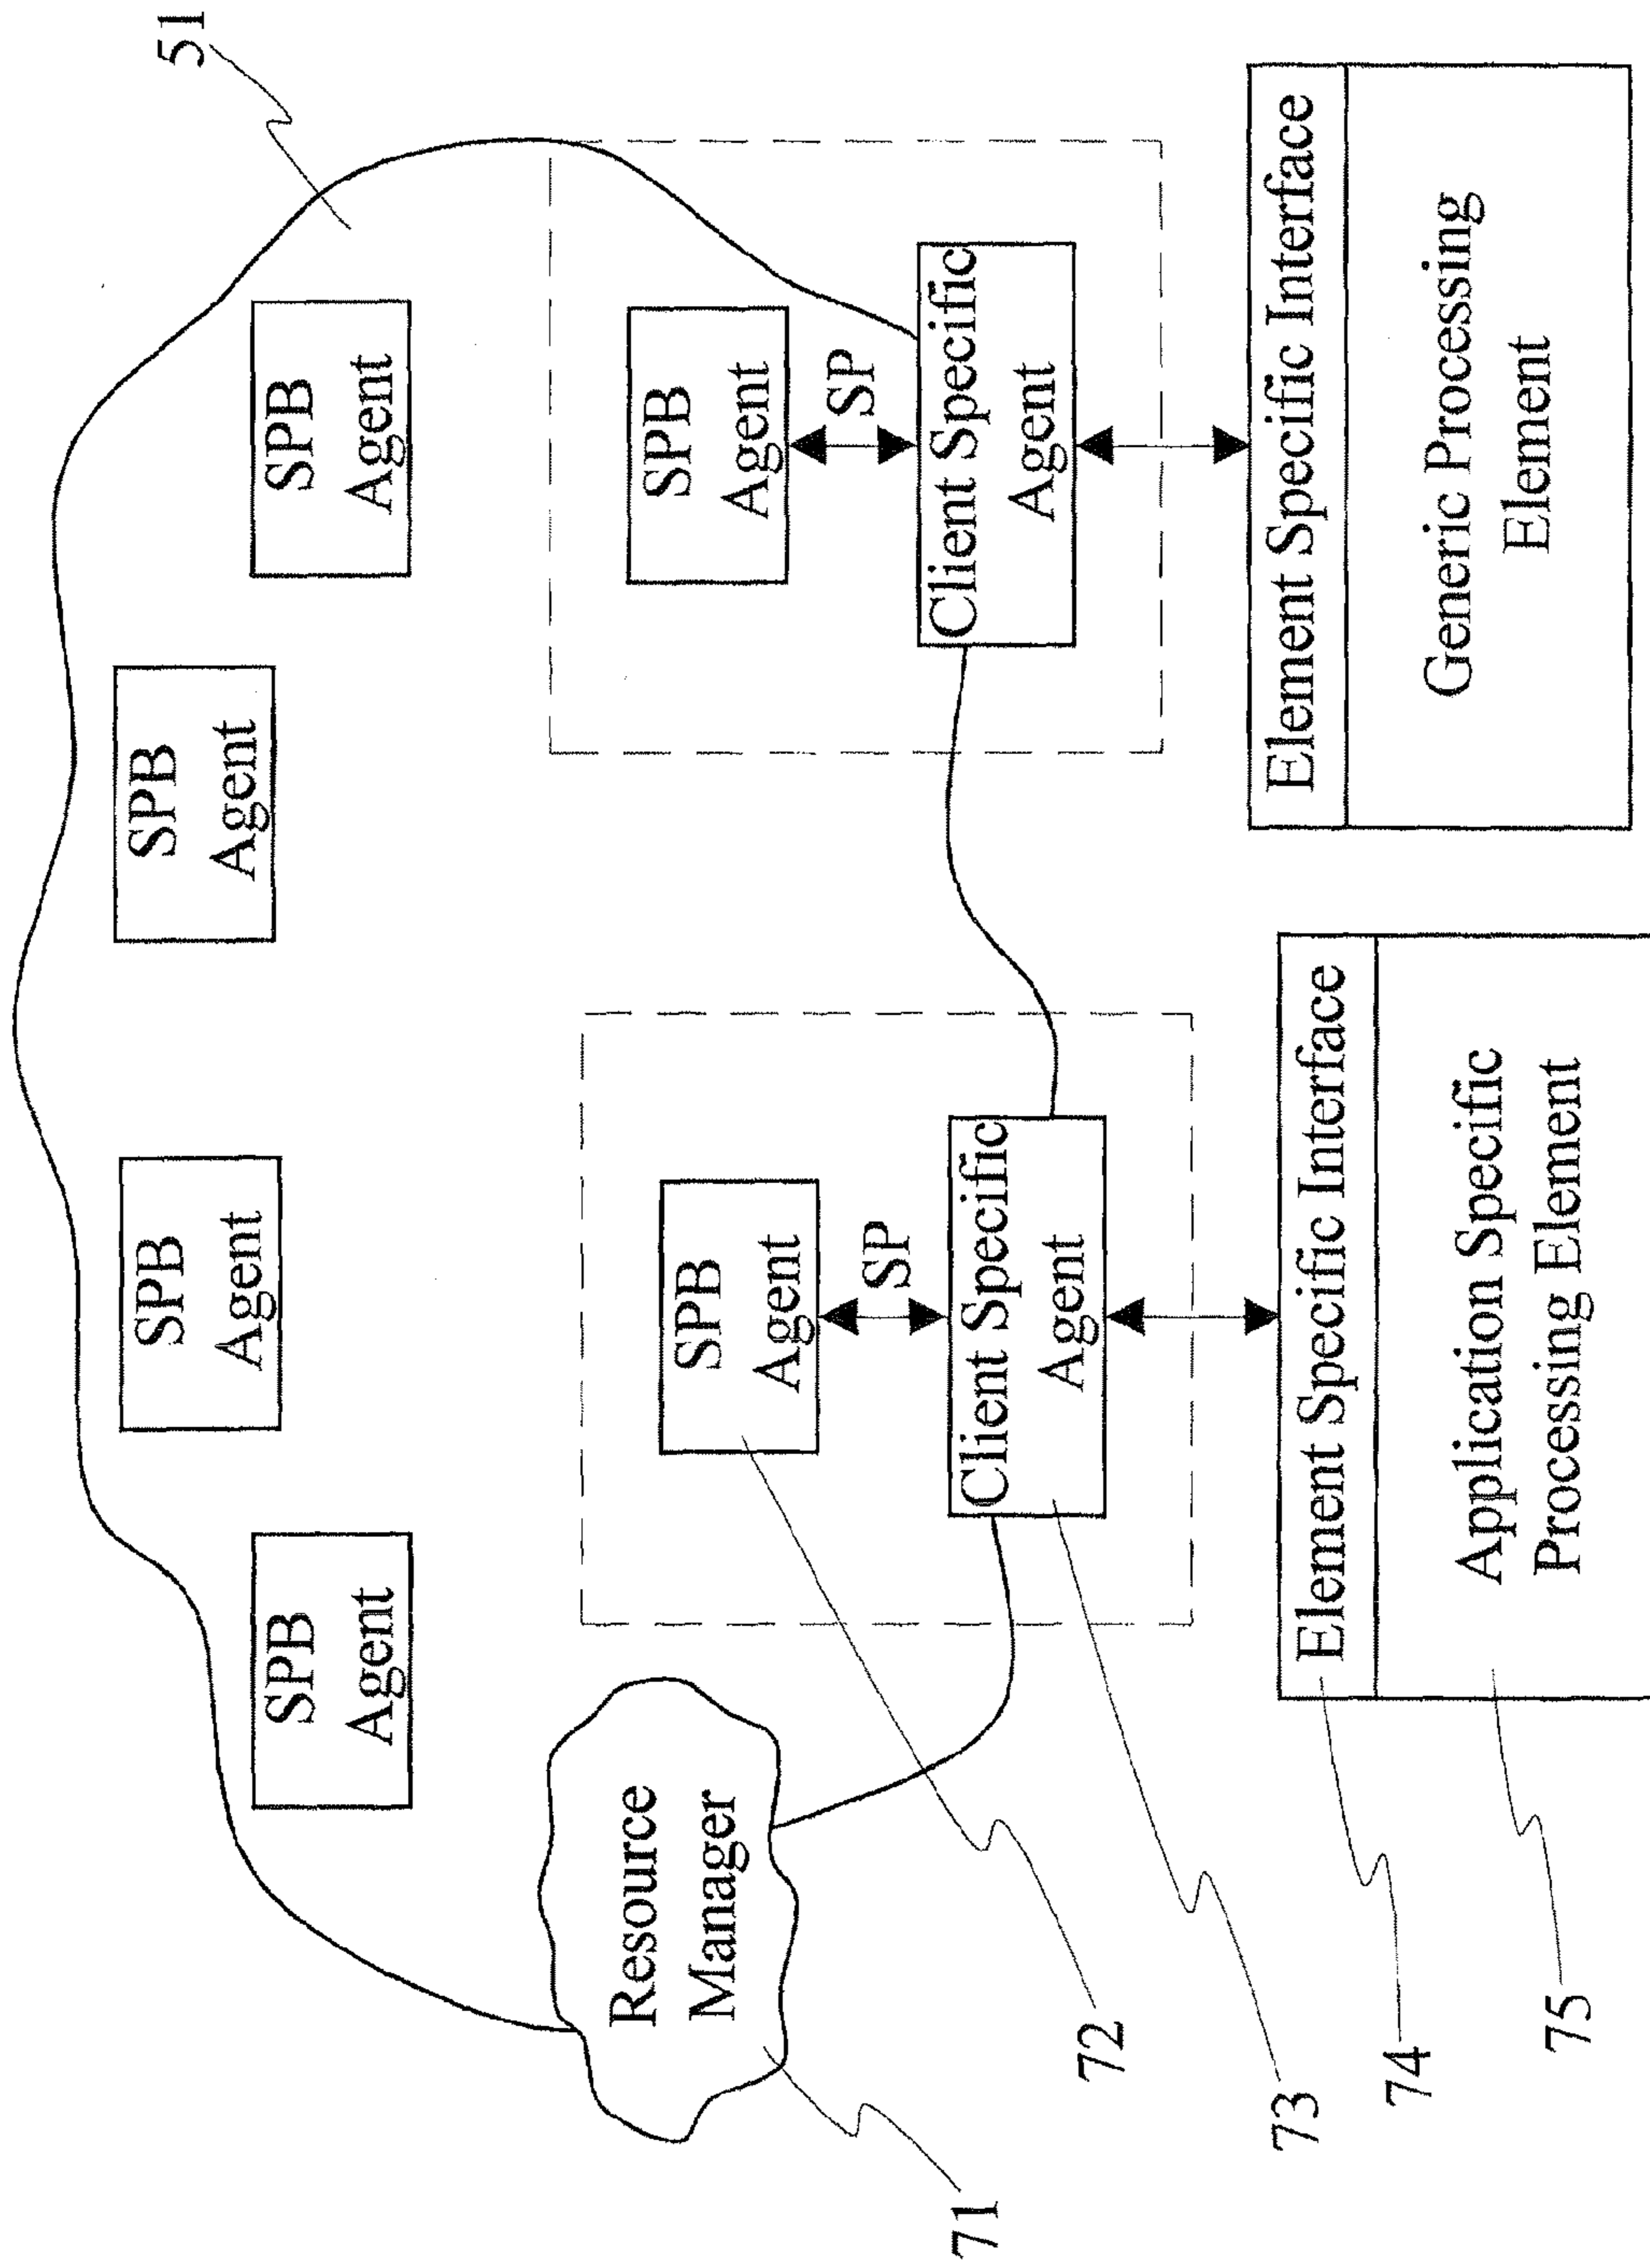 51
SPB
Agent
SPB
Agent
SPB
Agent
SPB
Agent
Resource
Manager
SPB
Agent
SP
Client Specific
Agent
SPB
Agent
SP
Client Specific
Agent
Element Specific Interface
Application Specific
Processing Element
Element Specific Interface
Generic Processing
Element
71
72
73
74
75